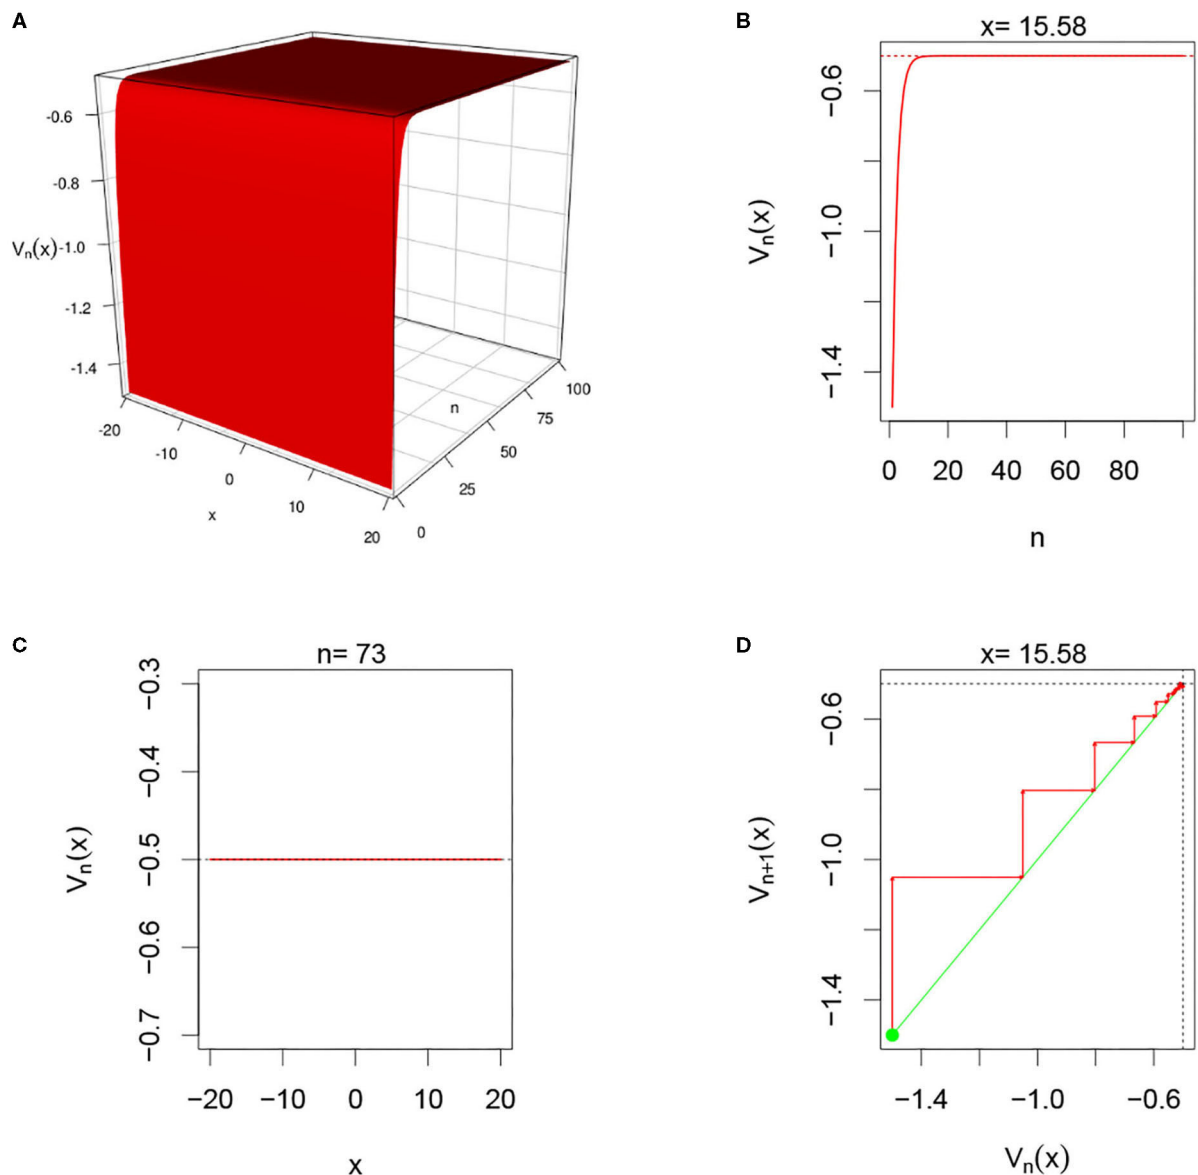 A
-0.6
-0.8
Vn(x)-1.0
-1.2
-1.4
-20
-10
0
10
20
x
0
25
50
75
100
n
B
x= 15.58
−0.6
−1.0
−1.4
Vn(x)
0 20 40 60 80
n
C
n= 73
−0.3
−0.4
−0.5
−0.6
−0.7
Vn(x)
−20 −10 0 10 20
x
D
x= 15.58
−0.6
−1.0
−1.4
Vn+1(x)
−1.4 −1.0 −0.6
Vn(x)